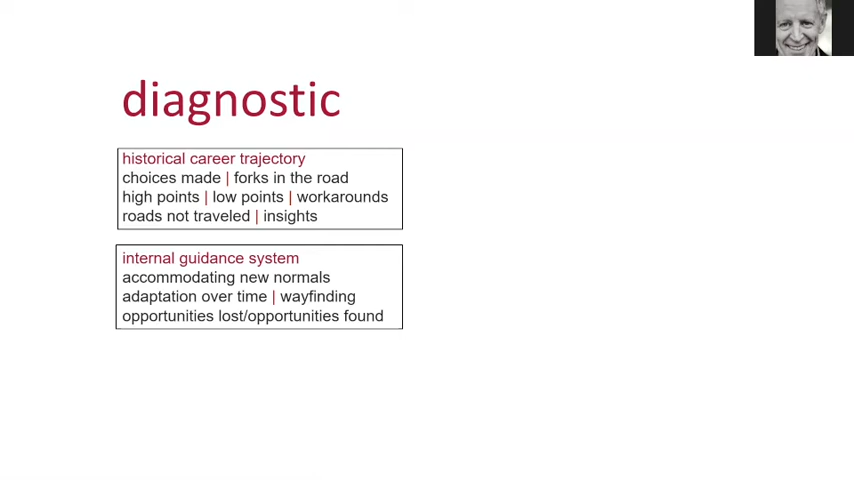 diagnostic
historical career trajectory
choices made | forks in the road
high points | low points | workarounds
roads not traveled | insights
internal guidance system
accommodating new normals
adaptation over time | wayfinding
opportunities lost/opportunities found